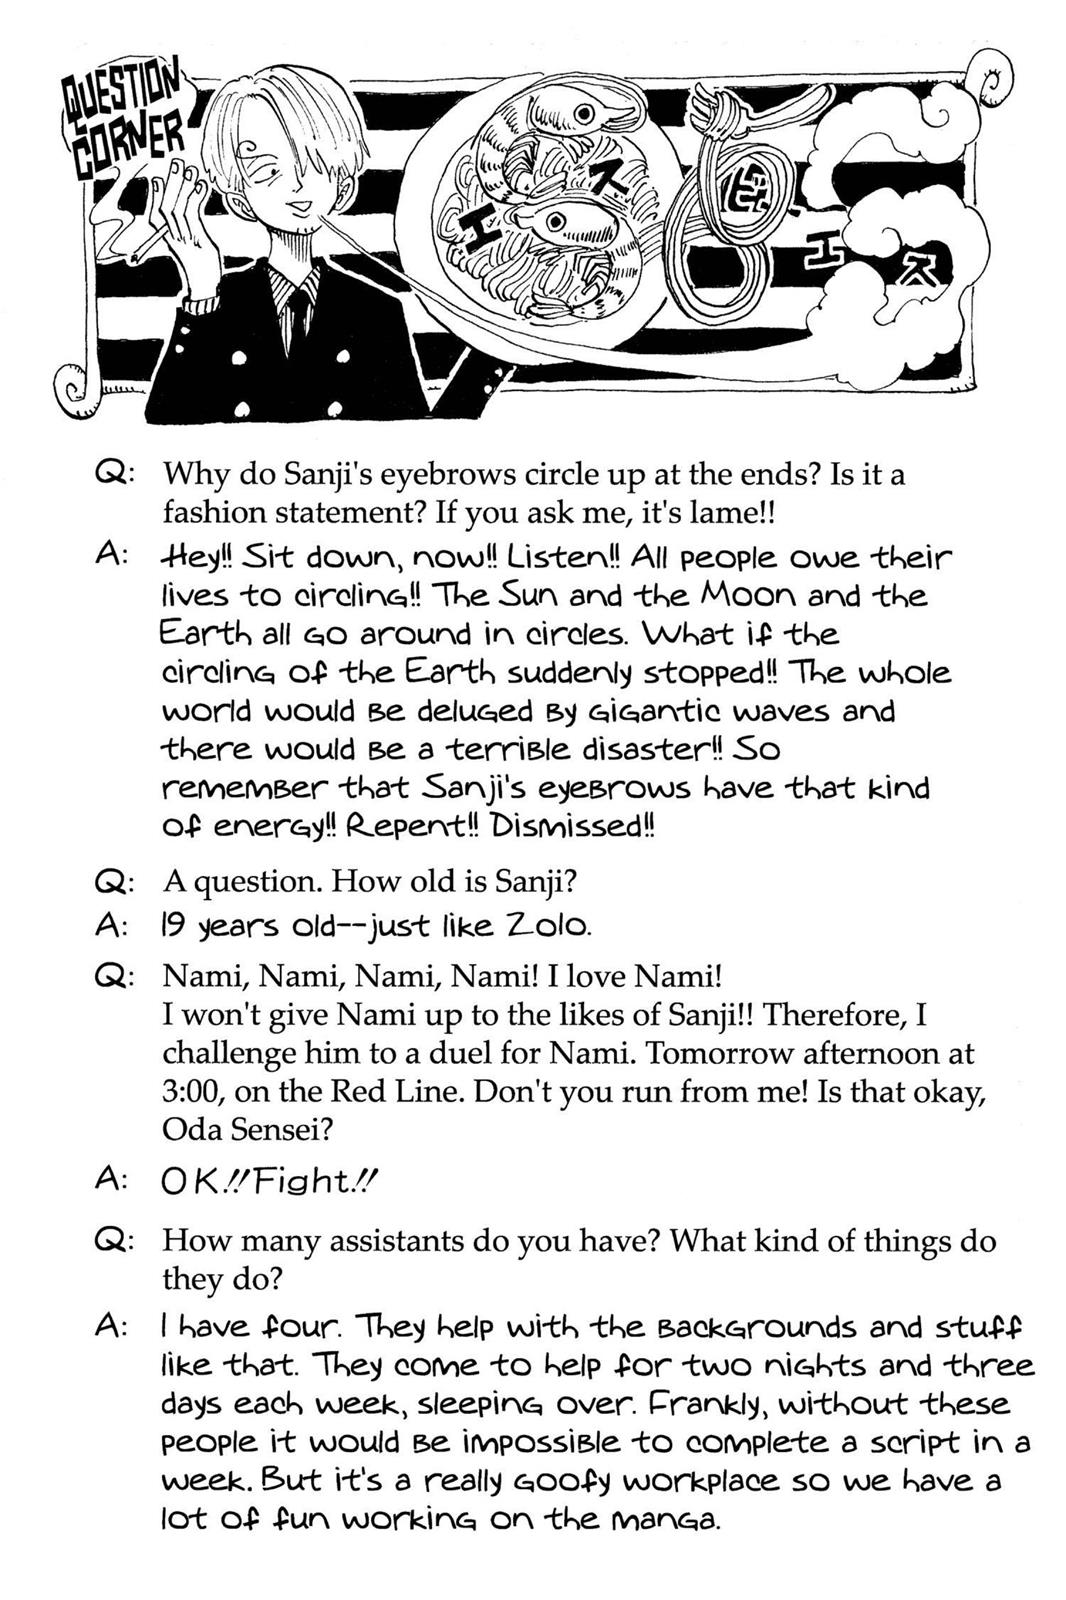 QUESTION
CORNER
エス
ビー
エス
Q: Why do Sanji's eyebrows circle up at the ends? Is it a
fashion statement? If you ask me, it's lame!!
A: Hey!! Sit down, now!! Listen!! All people owe their
lives to circling!! The Sun and the Moon and the
Earth all go around in circles. What if the
circling of the Earth suddenly stopped!! The whole
world would be deluged by gigantic waves and
there would be a terrible disaster!! So
remember that Sanji's eyebrows have that kind
of energy!! Repent!! Dismissed!!
Q: A question. How old is Sanji?
A: 19 years old--just like Zolo.
Q: Nami, Nami, Nami, Nami! I love Nami!
I won't give Nami up to the likes of Sanji!! Therefore, I
challenge him to a duel for Nami. Tomorrow afternoon at
3:00, on the Red Line. Don't you run from me! Is that okay,
Oda Sensei?
A: OK!! Fight!!
Q: How many assistants do you have? What kind of things do
they do?
A: I have four. They help with the backgrounds and stuff
like that. They come to help for two nights and three
days each week, sleeping over. Frankly, without these
people it would be impossible to complete a script in a
week. But it's a really goofy workplace so we have a
lot of fun working on the manga.